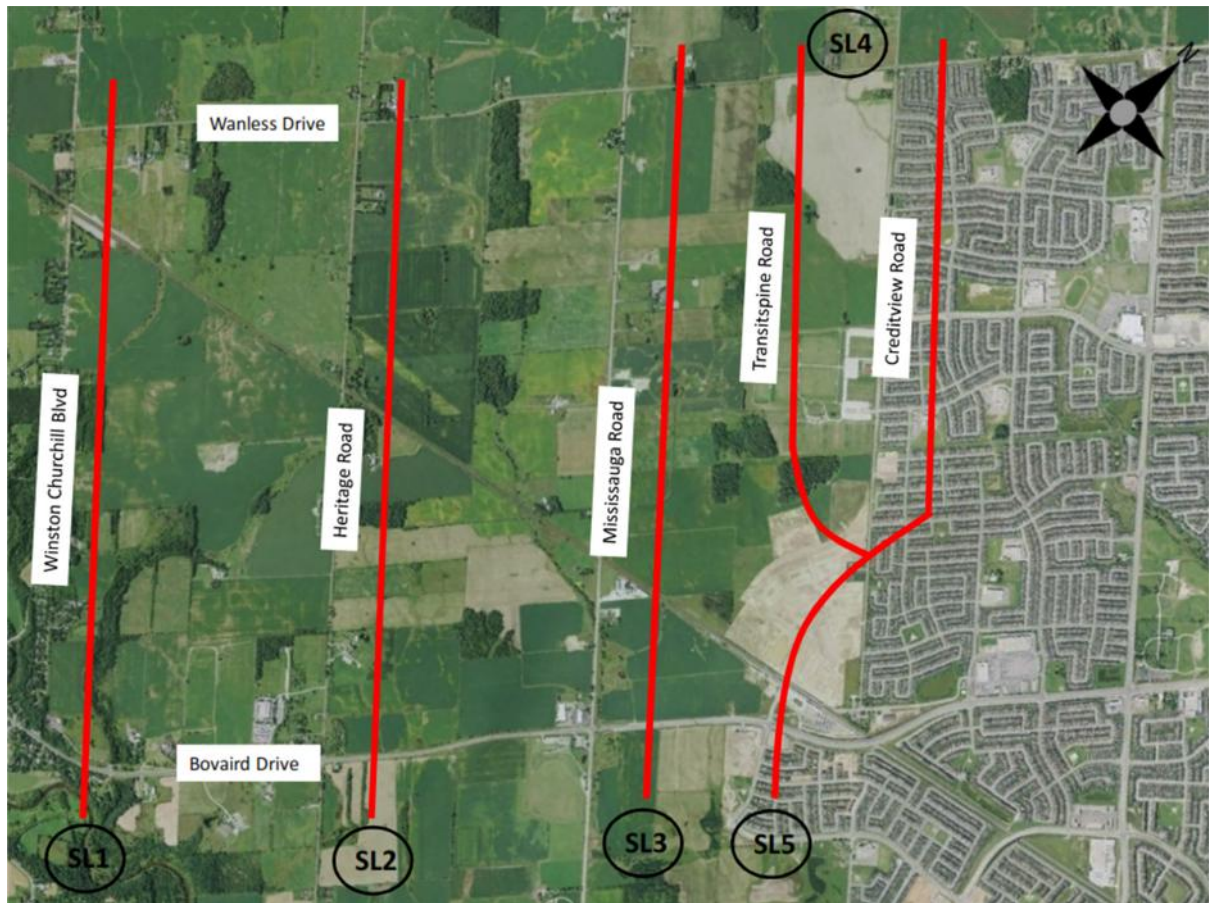 SL4
N
Wanless Drive
Transitspine Road
Creditview Road
Winston Churchill Blvd
Heritage Road
Mississauga Road
Bovaird Drive
SL1
SL2
SL3
SL5